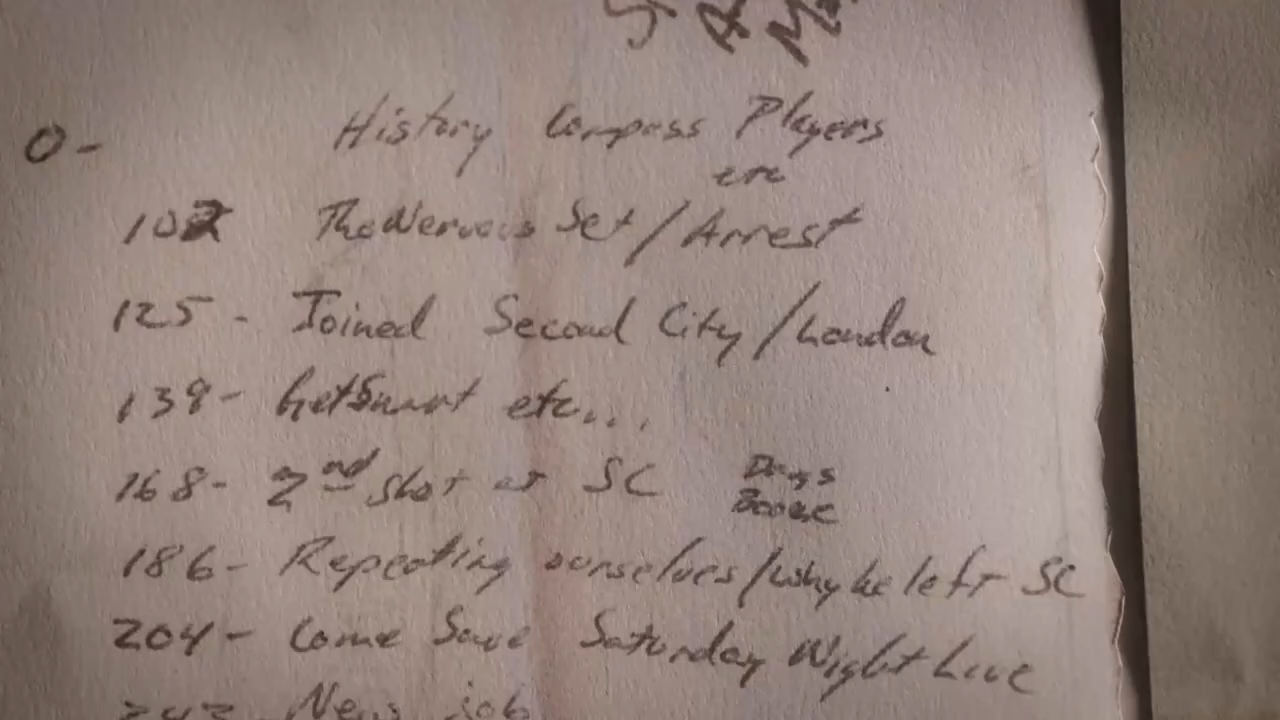 0- History Compass Players
etc
102 The Nervous Set/Arrest
125 - Joined Second City/London
139- GetSmart etc...
168- 2nd shot at SC Drugs
Booze
186- Repeating ourselves/why he left SC
204- Come Save Saturday Night Live
New job